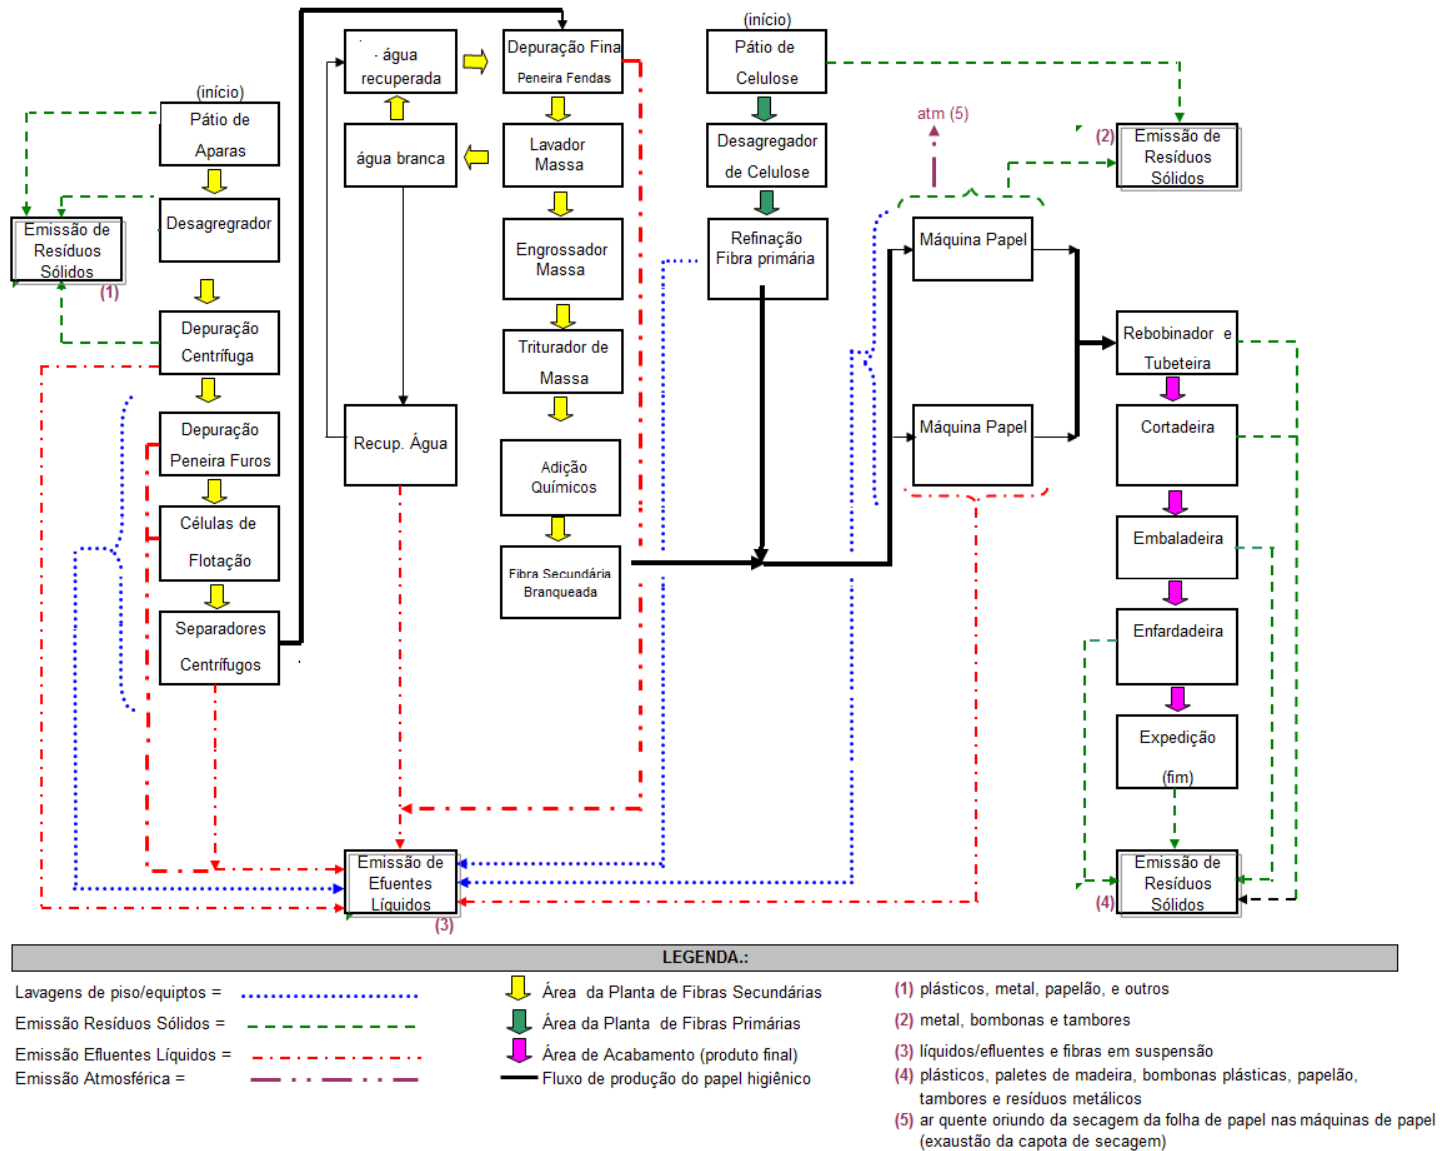 (início)
Pátio de
Aparas
Desagregador
Emissão de
Resíduos
Sólidos
(1)
Depuração
Centrífuga
Depuração
Peneira Furos
Células de
Flotação
Separadores
Centrífugos
água
recuperada
água branca
Recup. Água
Depuração Fina
Peneira Fendas
Lavador
Massa
Engrossador
Massa
Triturador de
Massa
Adição
Químicos
Fibra Secundária
Branqueada
(início)
Pátio de
Celulose
Desagregador
de Celulose
Refinação
Fibra primária
atm (5)
(2)
Emissão de
Resíduos
Sólidos
Máquina Papel
Máquina Papel
Rebobinador e
Tubeteira
Cortadeira
Embaladeira
Enfardadeira
Expedição
(fim)
Emissão de
Efuentes
Líquidos
(3)
Emissão de
Resíduos
Sólidos
(4)
LEGENDA.:
Lavagens de piso/equiptos =
Emissão Resíduos Sólidos =
Emissão Efluentes Líquidos =
Emissão Atmosférica =
Área da Planta de Fibras Secundárias
Área da Planta de Fibras Primárias
Área de Acabamento (produto final)
Fluxo de produção do papel higiênico
(1) plásticos, metal, papelão, e outros
(2) metal, bombonas e tambores
(3) líquidos/efluentes e fibras em suspensão
(4) plásticos, paletes de madeira, bombonas plásticas, papelão,
tambores e resíduos metálicos
(5) ar quente oriundo da secagem da folha de papel nas máquinas de papel
(exaustão da capota de secagem)